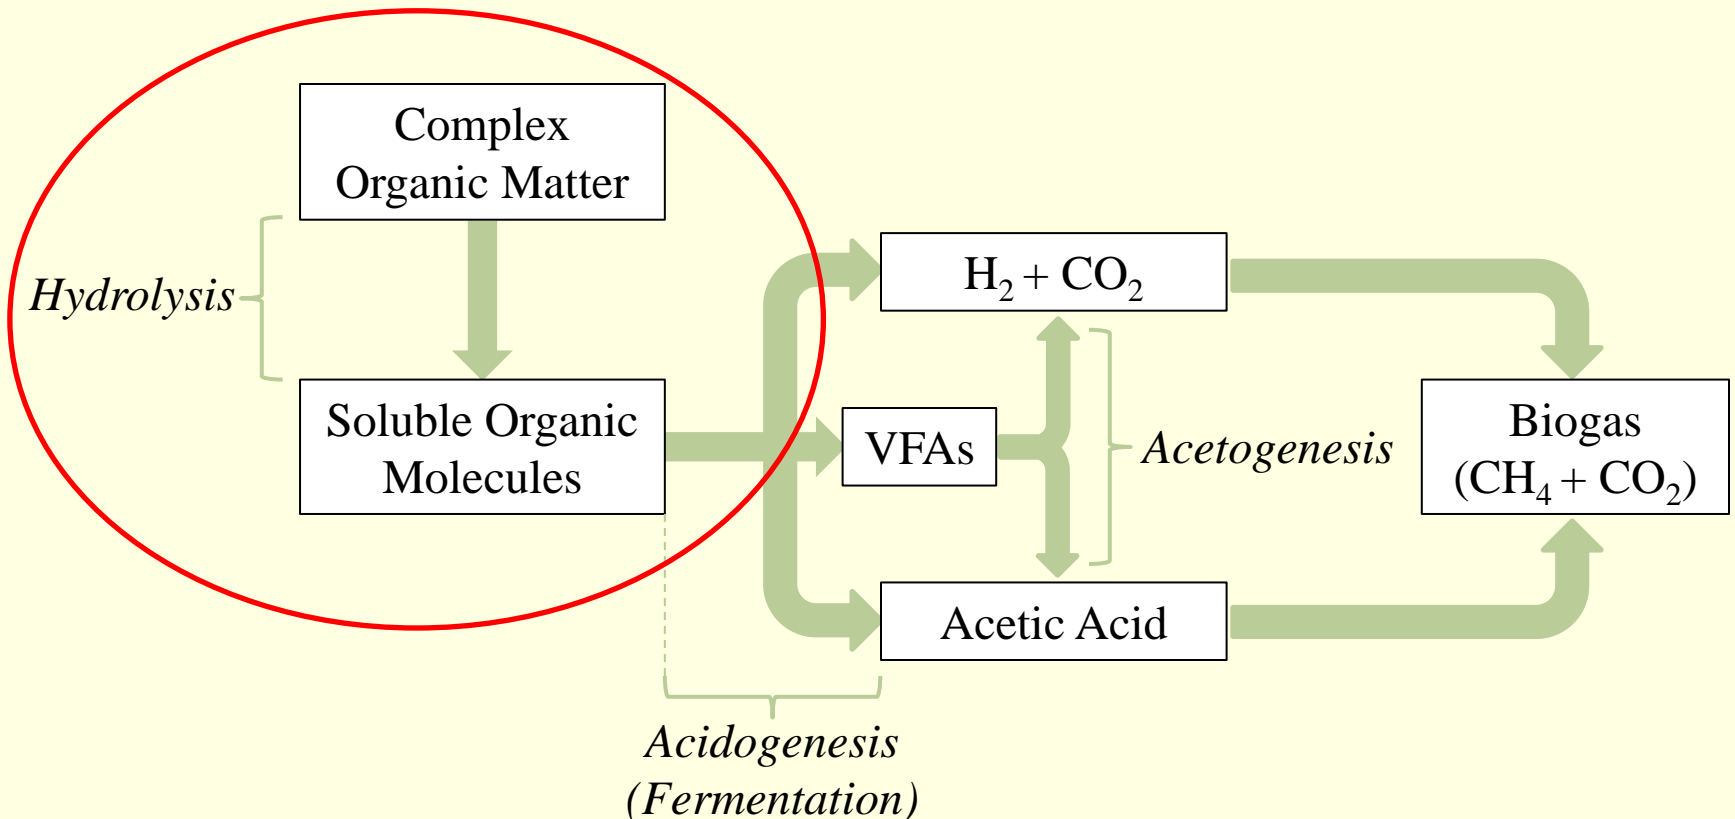 Complex
Organic Matter
Hydrolysis
Soluble Organic
Molecules
H₂ + CO₂
VFAs
Acetogenesis
Acetic Acid
Biogas
(CH₄ + CO₂)
Acidogenesis
(Fermentation)